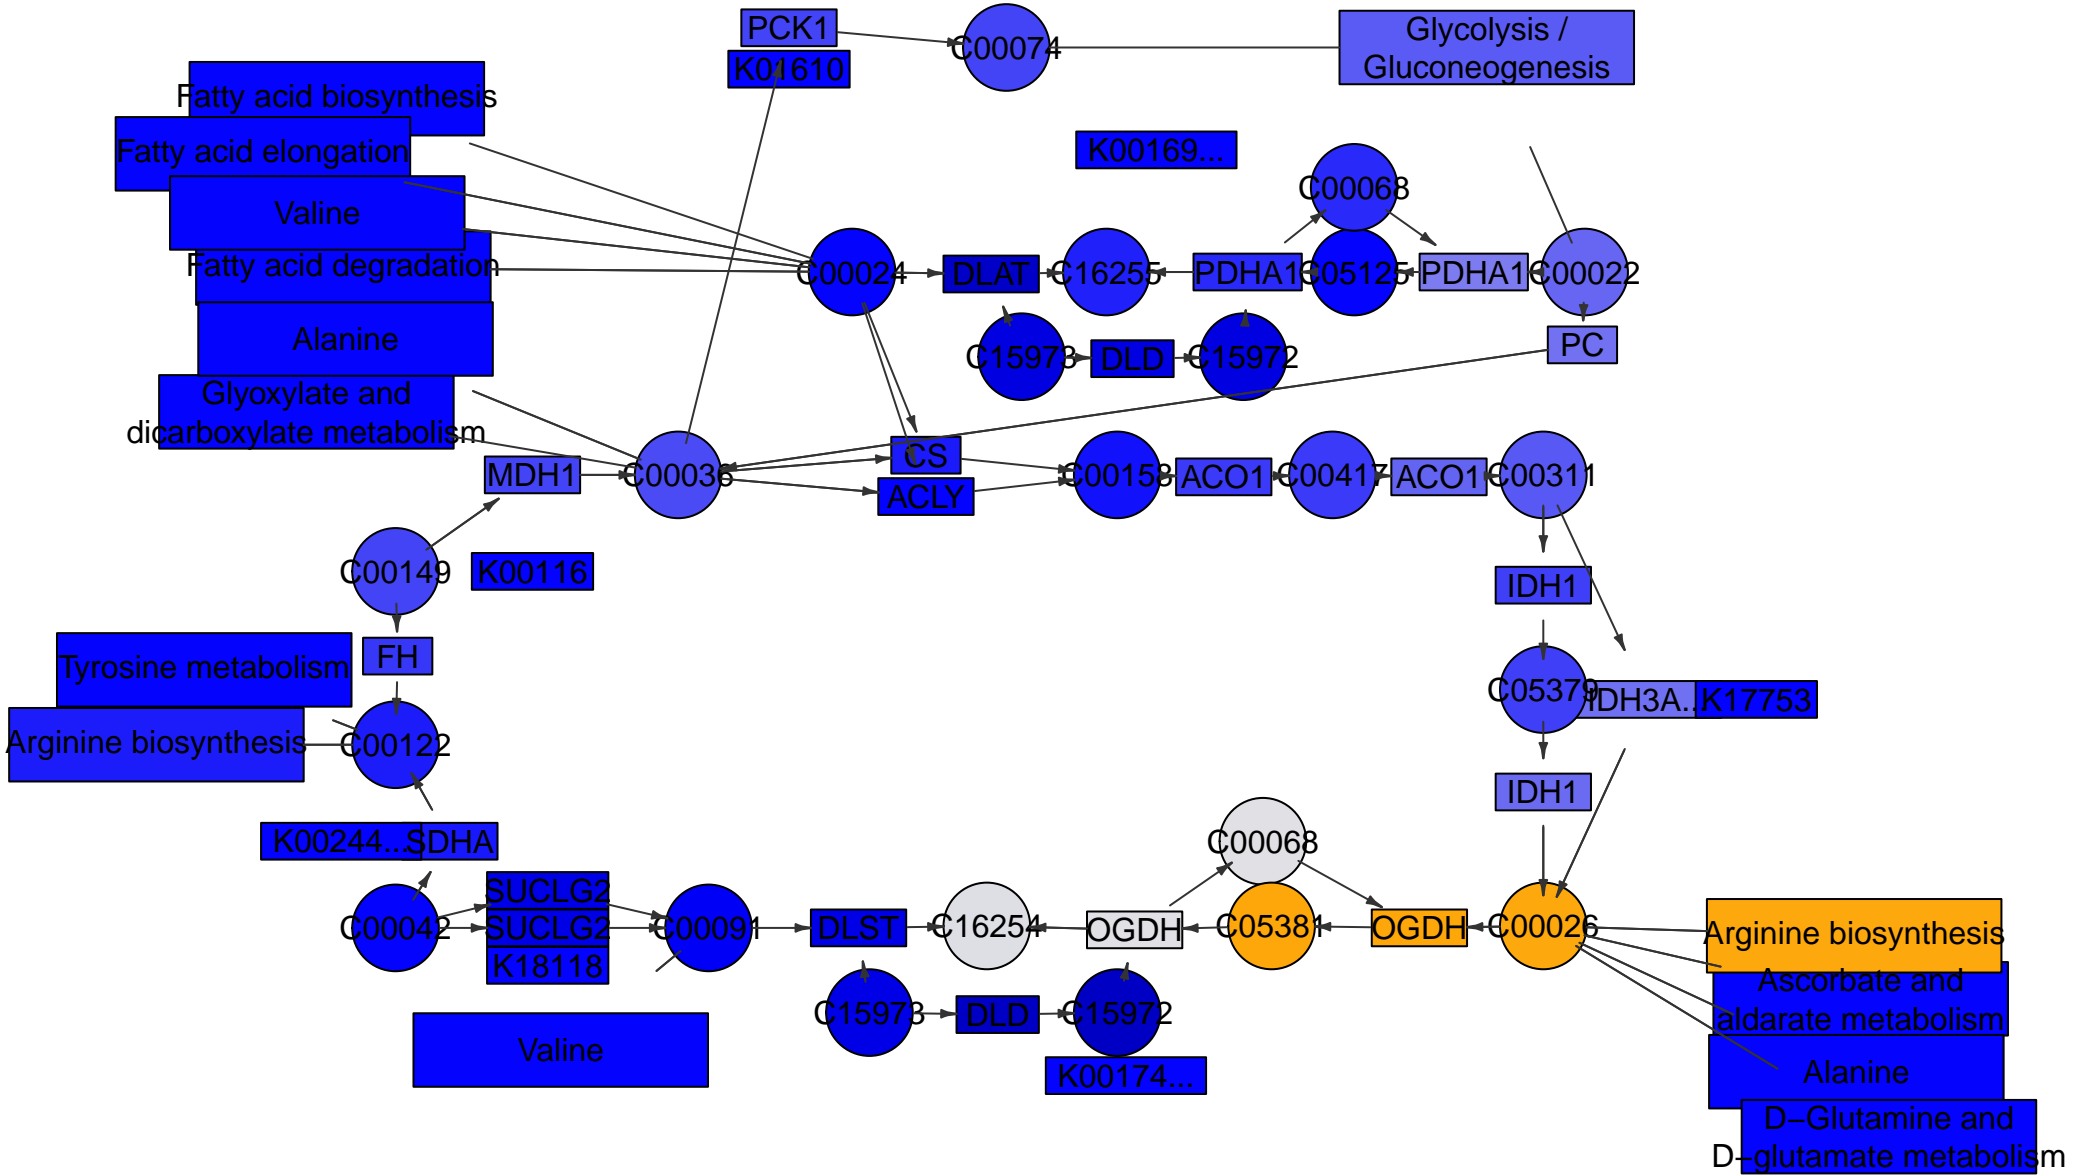 PCK1
C00074
Glycolysis /
Gluconeogenesis
K01610
Fatty acid biosynthesis
Fatty acid elongation
K00169...
C00068
Valine
Fatty acid degradation
C00024
DLAT
C16255
PDHA1
C05125
PDHA1
C00022
Alanine
C15973
DLD
C15972
PC
Glyoxylate and
dicarboxylate metabolism
MDH1
C00036
CS
ACLY
C00158
ACO1
C00417
ACO1
C00311
C00149
K00116
IDH1
FH
Tyrosine metabolism
C05379
IDH3A...
K17753
Arginine biosynthesis
C00122
IDH1
K00244...
SDHA
C00068
SUCLG2
C00042
SUCLG2
C00091
DLST
C16254
OGDH
C05381
OGDH
C00026
Arginine biosynthesis
K18118
Ascorbate and
aldarate metabolism
C15973
DLD
C15972
Valine
K00174...
Alanine
D−Glutamine and
D−glutamate metabolism